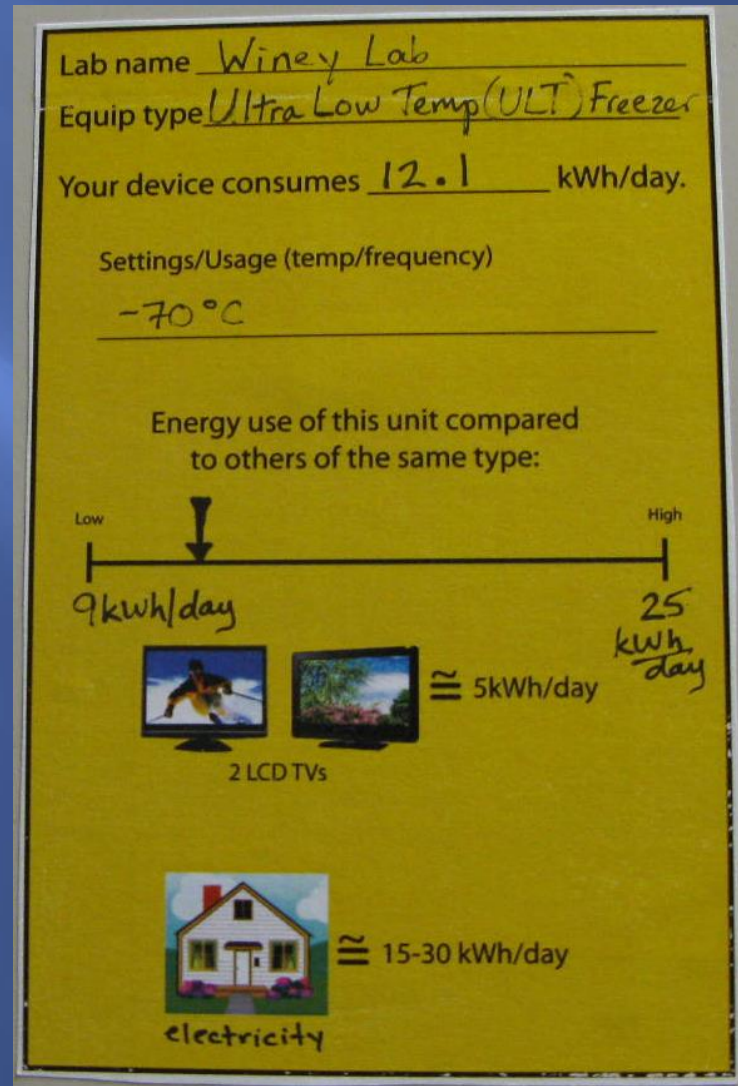 Lab name Winey Lab
Equip type Ultra Low Temp (ULT) Freezer
Your device consumes 12.1 kWh/day.
Settings/Usage (temp/frequency)
-70°C
Energy use of this unit compared
to others of the same type:
Low High
9kwh/day 25 kwh/day
≅ 5kWh/day
2 LCD TVs
≅ 15-30 kWh/day
electricity